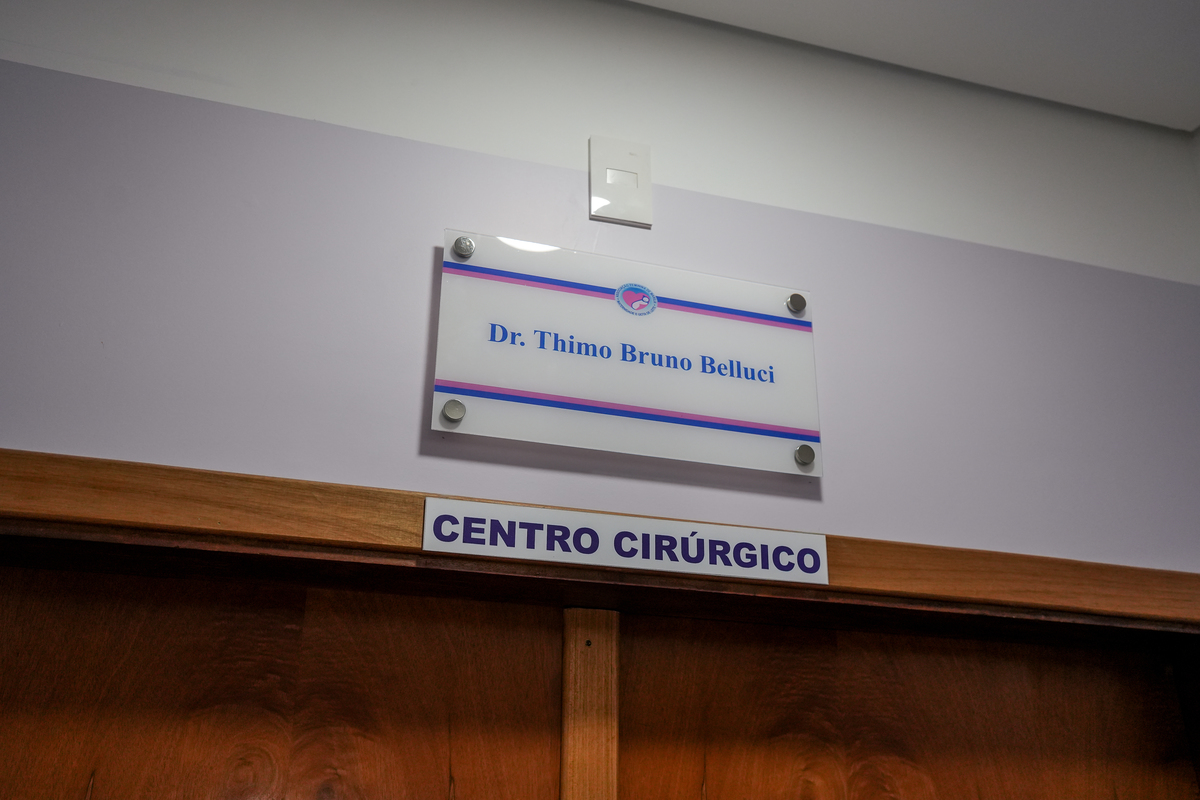 Dr. Thimo Bruno Belluci
CENTRO CIRÚRGICO